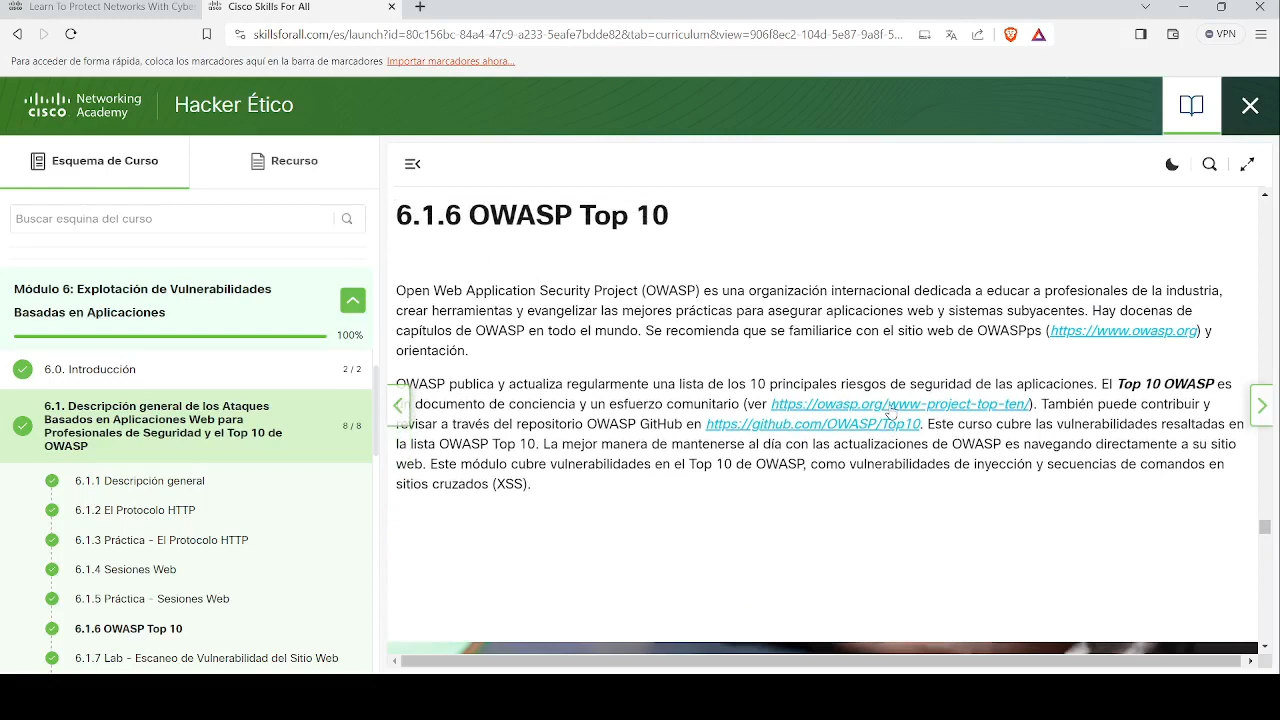 Learn To Protect Networks With Cybe
Cisco Skills For All
skillsforall.com/es/launch?id=80c156bc-84a4-47c9-a233-5eafe7bdde82&tab=curriculum&view=906f8ec2-104d-5e87-9a8f-5...
VPN
Para acceder de forma rápida, coloca los marcadores aquí en la barra de marcadores Importar marcadores ahora...
cisco Networking Academy
Hacker Ético
Esquema de Curso
Recurso
Buscar esquina del curso
Módulo 6: Explotación de Vulnerabilidades
Basadas en Aplicaciones
100%
6.0. Introducción 2 / 2
6.1. Descripción general de los Ataques
Basados en Aplicaciones Web para
Profesionales de Seguridad y el Top 10 de
OWASP
8 / 8
6.1.1 Descripción general
6.1.2 El Protocolo HTTP
6.1.3 Práctica - El Protocolo HTTP
6.1.4 Sesiones Web
6.1.5 Práctica - Sesiones Web
6.1.6 OWASP Top 10
6.1.7 Lab - Escaneo de Vulnerabilidad del Sitio Web
6.1.6 OWASP Top 10
Open Web Application Security Project (OWASP) es una organización internacional dedicada a educar a profesionales de la industria,
crear herramientas y evangelizar las mejores prácticas para asegurar aplicaciones web y sistemas subyacentes. Hay docenas de
capítulos de OWASP en todo el mundo. Se recomienda que se familiarice con el sitio web de OWASPps (https://www.owasp.org) y
orientación.
OWASP publica y actualiza regularmente una lista de los 10 principales riesgos de seguridad de las aplicaciones. El Top 10 OWASP es
documento de conciencia y un esfuerzo comunitario (ver https://owasp.org/www-project-top-ten/). También puede contribuir y
revisar a través del repositorio OWASP GitHub en https://github.com/OWASP/Top10. Este curso cubre las vulnerabilidades resaltadas en
la lista OWASP Top 10. La mejor manera de mantenerse al día con las actualizaciones de OWASP es navegando directamente a su sitio
web. Este módulo cubre vulnerabilidades en el Top 10 de OWASP, como vulnerabilidades de inyección y secuencias de comandos en
sitios cruzados (XSS).